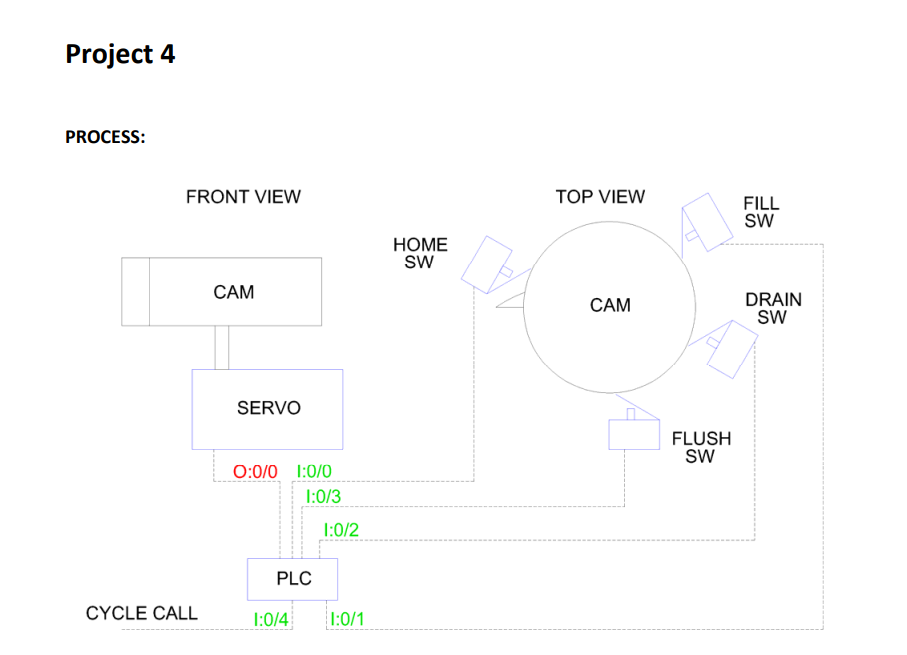 Project 4
PROCESS:
FRONT VIEW
TOP VIEW
FILL
SW
HOME
SW
CAM
CAM
DRAIN
SW
SERVO
FLUSH
SW
O:0/0
I:0/0
I:0/3
I:0/2
PLC
CYCLE CALL
I:0/4
I:0/1